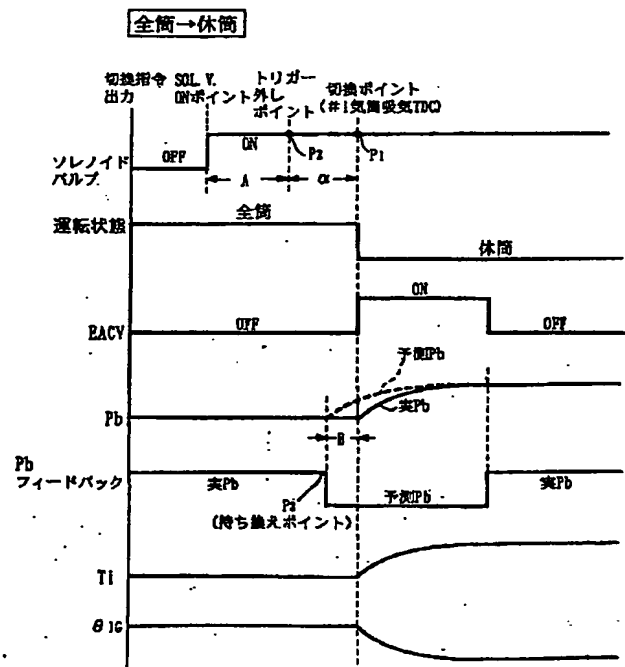 全筒→休筒
切換指令 SOL V. トリガー 切換ポイント
出力 ONポイント 外し (#1気筒吸気TDC)
ポイント
ソレノイド OFF ON P2 P1
バルブ
A α
運転状態 全筒
休筒
ON
EACV OFF OFF
予測Pb
Pb 実Pb
B
Pb
フィードバック 実Pb 予測Pb 実Pb
P3
(持ち換えポイント)
Ti
θIG